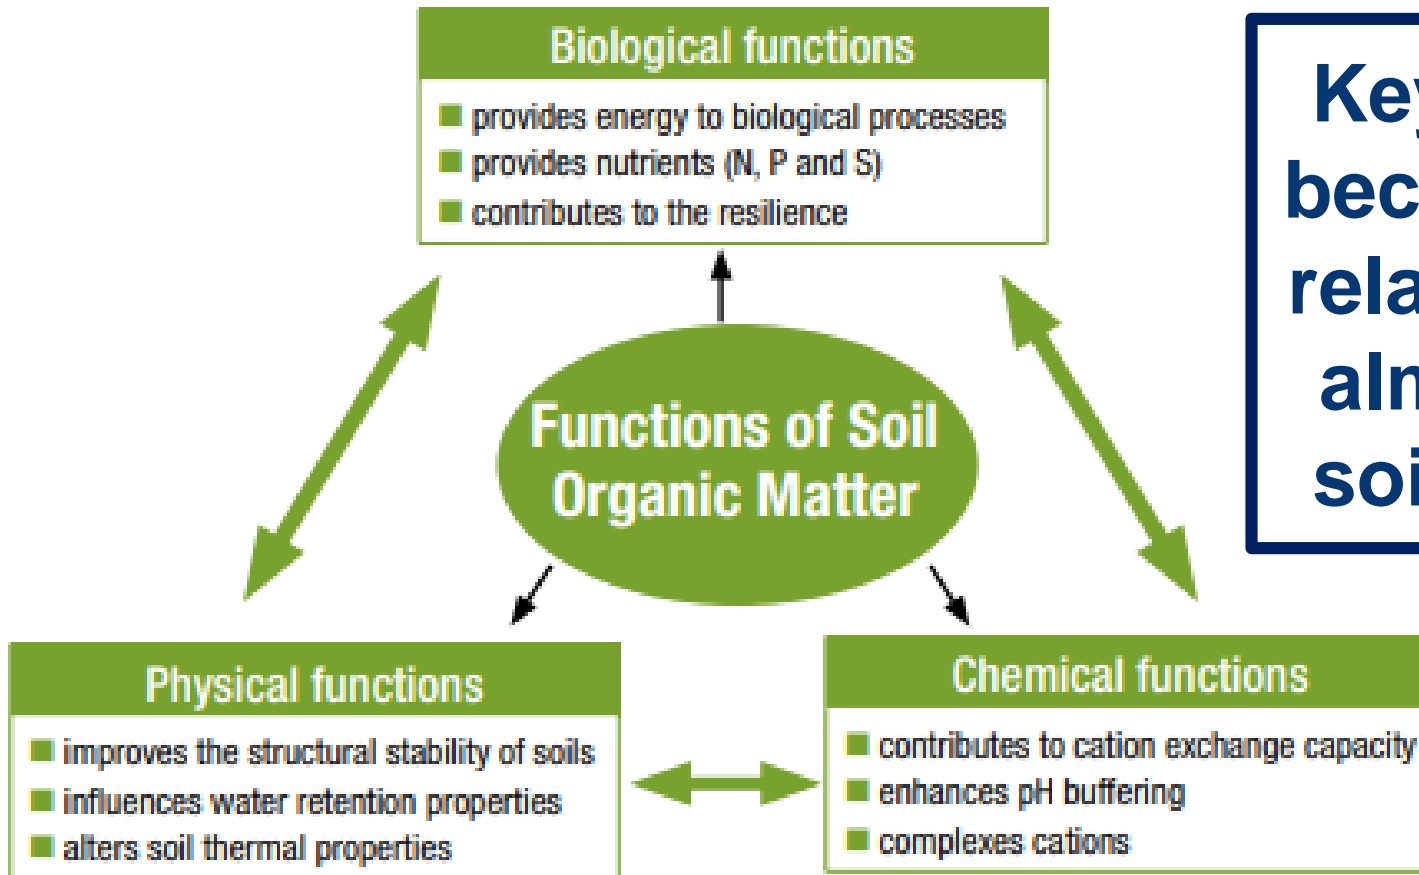 Biological functions
provides energy to biological processes
provides nutrients (N, P and S)
contributes to the resilience
Functions of Soil
Organic Matter
Physical functions
improves the structural stability of soils
influences water retention properties
alters soil thermal properties
Chemical functions
contributes to cation exchange capacity
enhances pH buffering
complexes cations